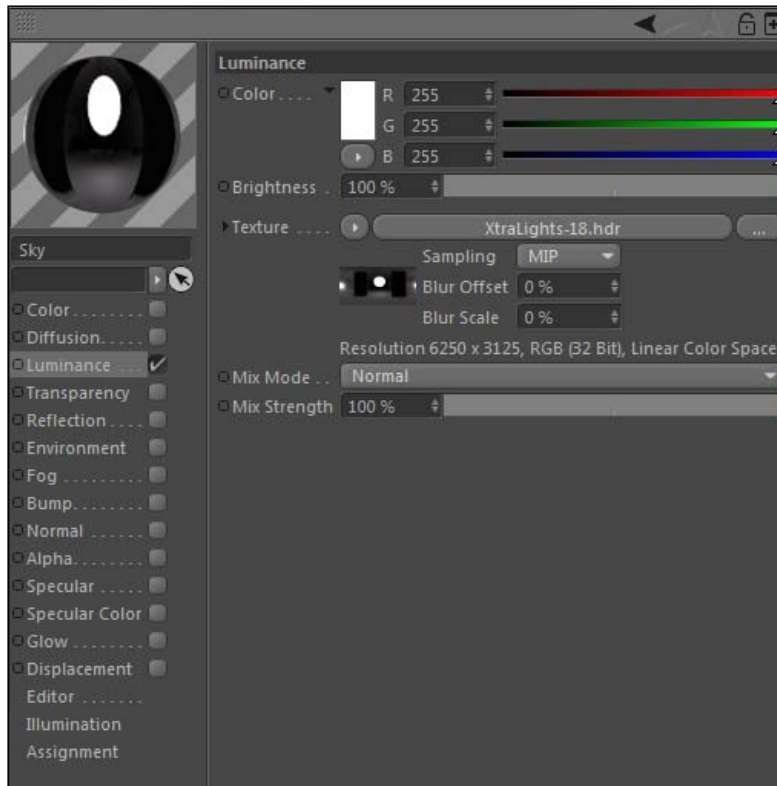 Luminance
Color . . . . R 255
G 255
B 255
Brightness . 100 %
Texture . . . . XtraLights-18.hdr ...
Sampling MIP
Blur Offset 0 %
Blur Scale 0 %
Resolution 6250 x 3125, RGB (32 Bit), Linear Color Space
Mix Mode . . Normal
Mix Strength 100 %
Sky
Color . . . . . . . .
Diffusion. . . . .
Luminance . . .
Transparency
Reflection . . . .
Environment
Fog . . . . . . . . .
Bump. . . . . . . .
Normal . . . . . .
Alpha. . . . . . . .
Specular . . . . .
Specular Color
Glow . . . . . . . .
Displacement
Editor . . . . . . .
Illumination
Assignment